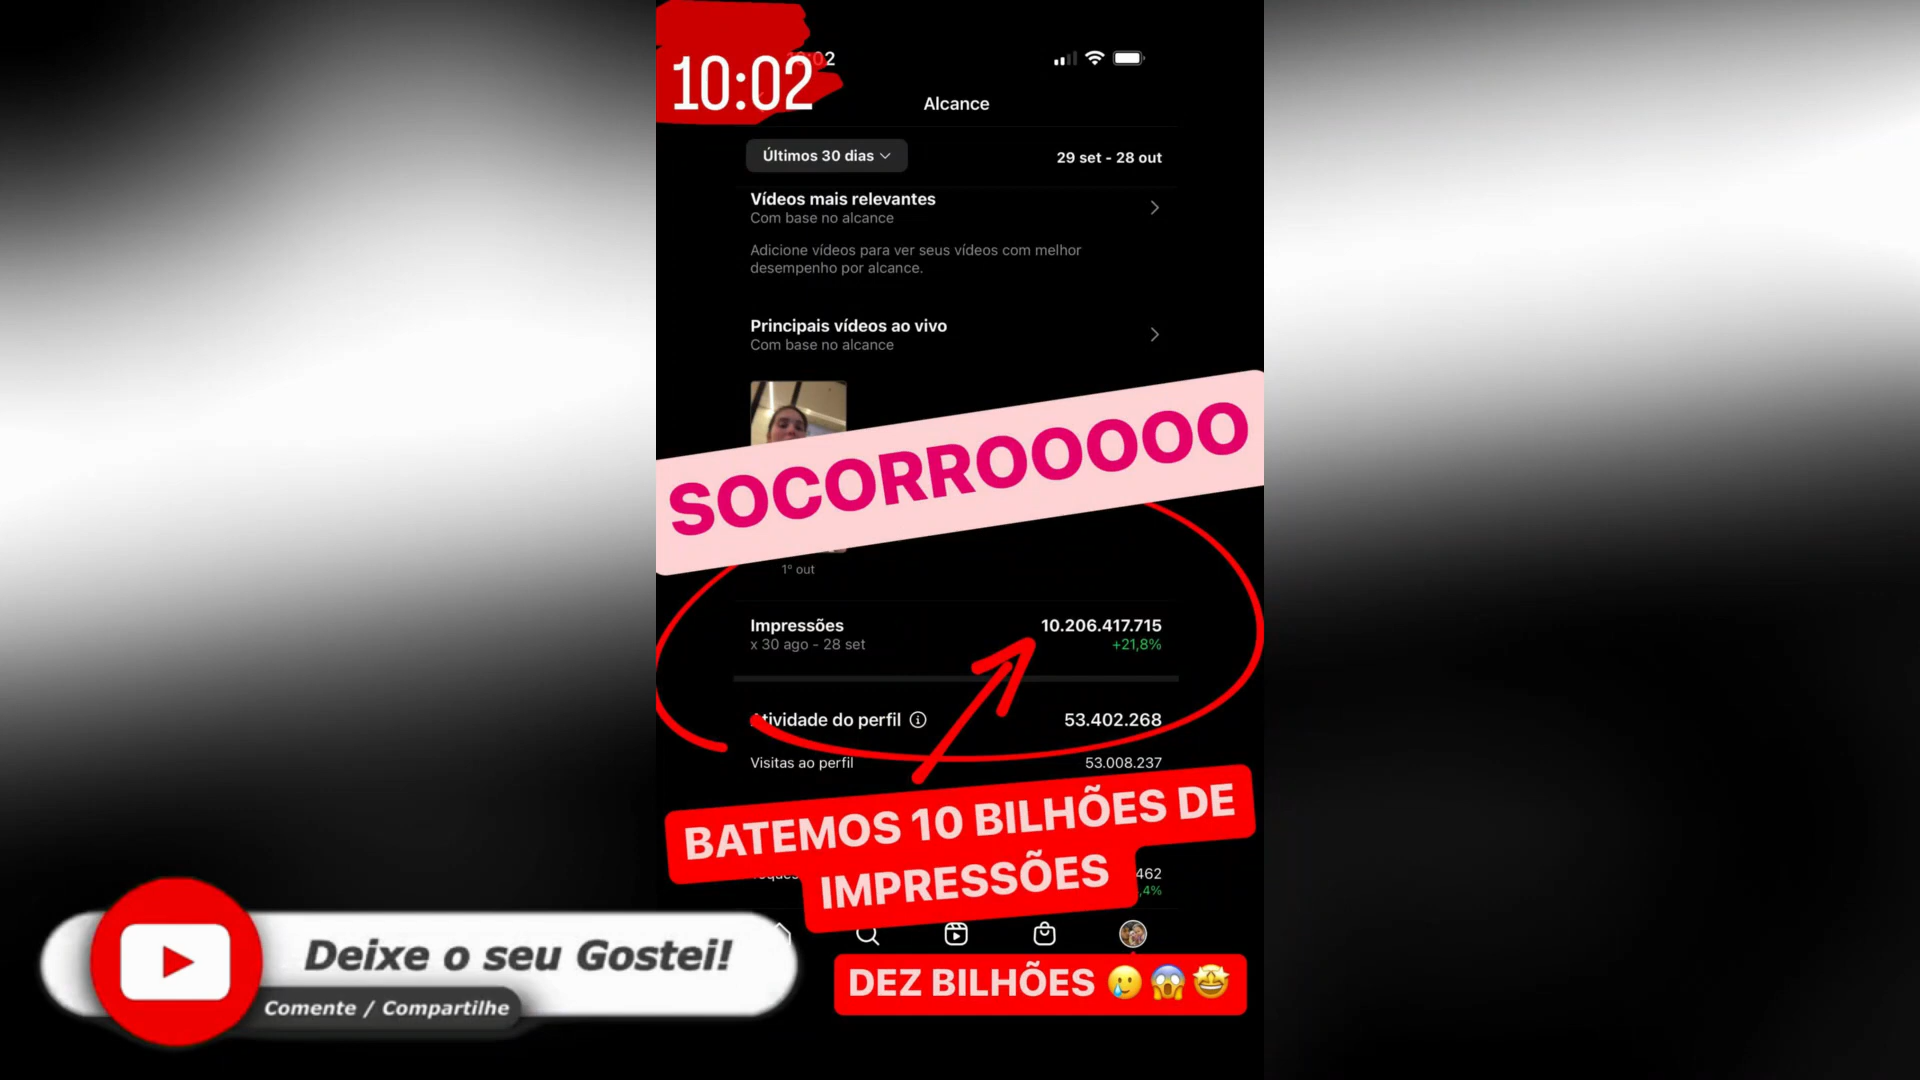 10:02
Alcance
Últimos 30 dias
29 set - 28 out
Vídeos mais relevantes
Com base no alcance
Adicione vídeos para ver seus vídeos com melhor
desempenho por alcance.
Principais vídeos ao vivo
Com base no alcance
SOCORROOOOO
1º out
Impressões
10.206.417.715
x 30 ago - 28 set
+21,8%
Atividade do perfil
53.402.268
Visitas ao perfil
53.008.237
BATEMOS 10 BILHÕES DE
IMPRESSÕES
462
,4%
DEZ BILHÕES 🥲😱🤩
Deixe o seu Gostei!
Comente / Compartilhe